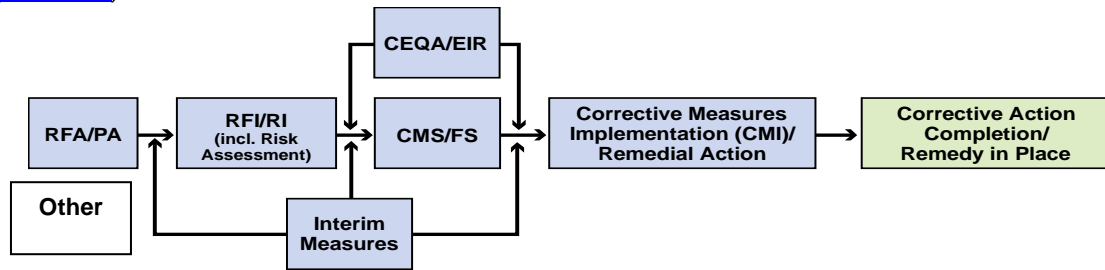 CEQA/EIR
RFA/PA
RFI/RI
(incl. Risk
Assessment)
CMS/FS
Corrective Measures
Implementation (CMI)/
Remedial Action
Corrective Action
Completion/
Remedy in Place
Other
Interim
Measures